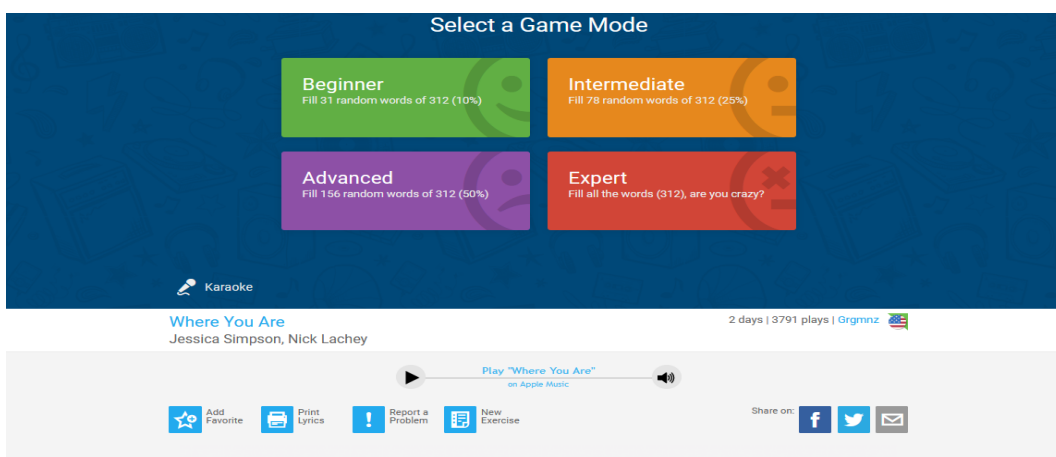 Select a Game Mode
Beginner
Fill 31 random words of 312 (10%)
Intermediate
Fill 78 random words of 312 (25%)
Advanced
Fill 156 random words of 312 (50%)
Expert
Fill all the words (312), are you crazy?
Karaoke
Where You Are
2 days | 3791 plays | Grgmnz
Jessica Simpson, Nick Lachey
Play "Where You Are"
on Apple Music
Add
Favorite
Print
Lyrics
Report a
Problem
New
Exercise
Share on: